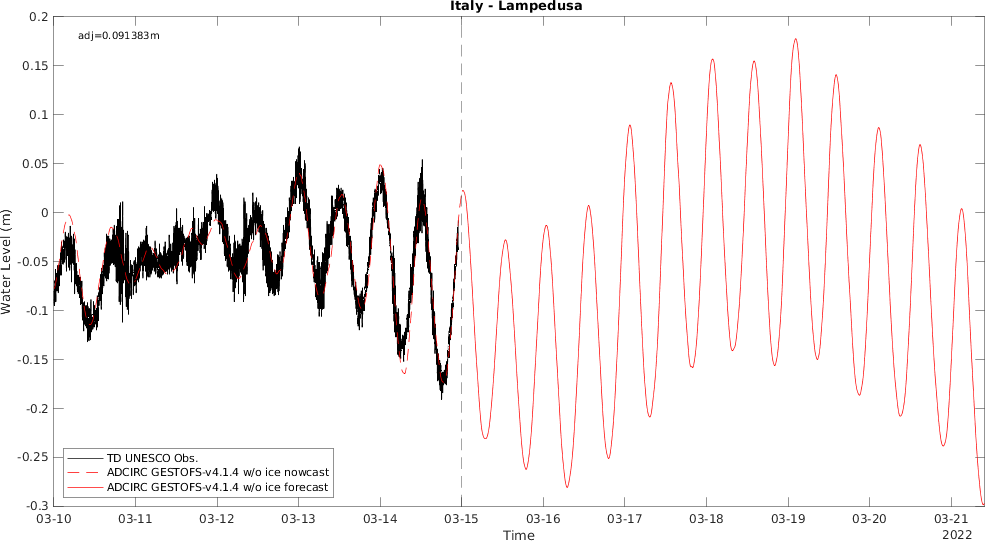 Italy - Lampedusa
adj=0.091383m
0.2
0.15
0.1
0.05
0
-0.05
-0.1
-0.15
-0.2
-0.25
-0.3
Water Level (m)
TD UNESCO Obs.
ADCIRC GESTOFS-v4.1.4 w/o ice nowcast
ADCIRC GESTOFS-v4.1.4 w/o ice forecast
03-10 03-11 03-12 03-13 03-14 03-15 03-16 03-17 03-18 03-19 03-20 03-21
Time
2022